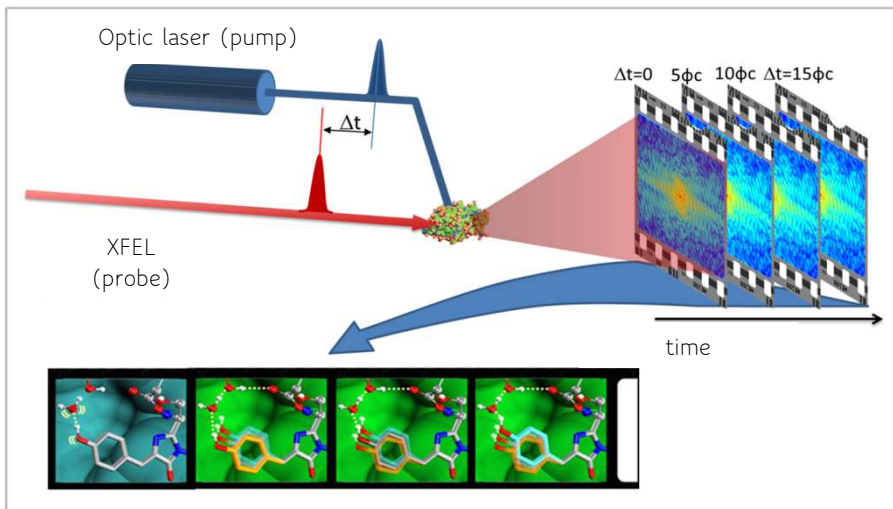 Optic laser (pump)
Δt
XFEL
(probe)
Δt=0
5ϕc
10ϕc
Δt=15ϕc
time